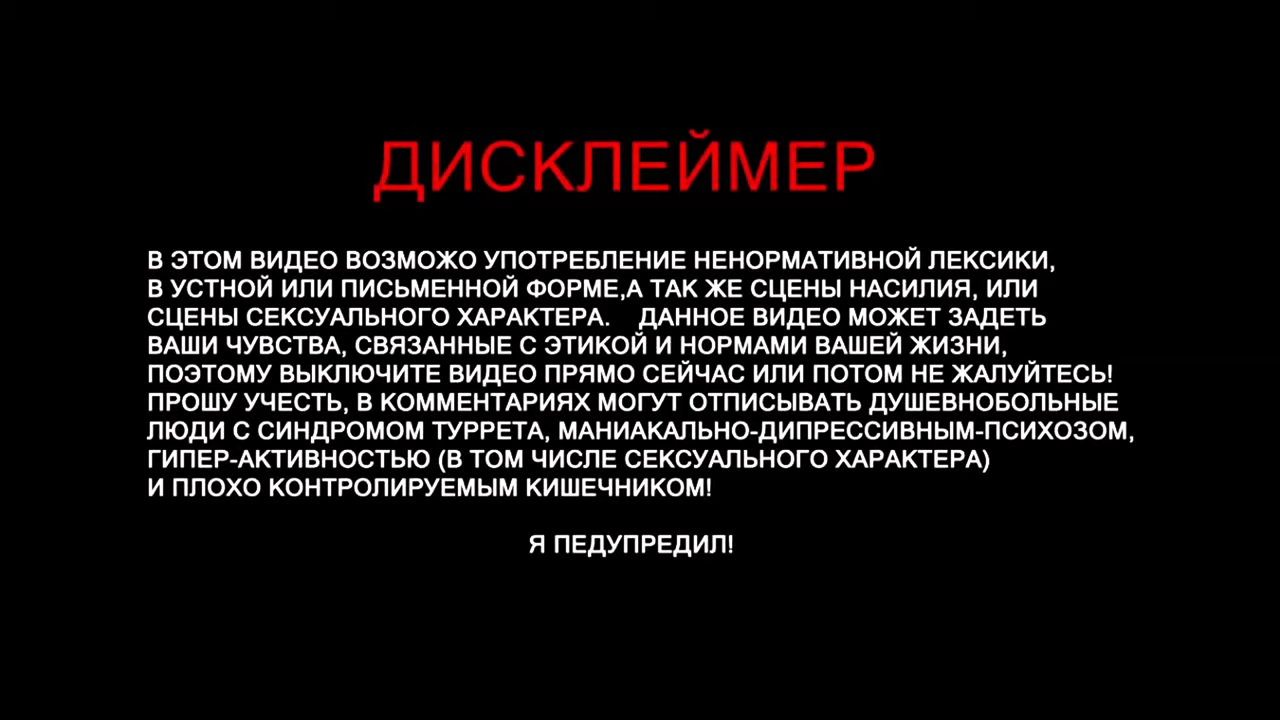 ДИСКЛЕЙМЕР
В ЭТОМ ВИДЕО ВОЗМОЖО УПОТРЕБЛЕНИЕ НЕНОРМАТИВНОЙ ЛЕКСИКИ,
В УСТНОЙ ИЛИ ПИСЬМЕННОЙ ФОРМЕ,А ТАК ЖЕ СЦЕНЫ НАСИЛИЯ, ИЛИ
СЦЕНЫ СЕКСУАЛЬНОГО ХАРАКТЕРА. ДАННОЕ ВИДЕО МОЖЕТ ЗАДЕТЬ
ВАШИ ЧУВСТВА, СВЯЗАННЫЕ С ЭТИКОЙ И НОРМАМИ ВАШЕЙ ЖИЗНИ,
ПОЭТОМУ ВЫКЛЮЧИТЕ ВИДЕО ПРЯМО СЕЙЧАС ИЛИ ПОТОМ НЕ ЖАЛУЙТЕСЬ!
ПРОШУ УЧЕСТЬ, В КОММЕНТАРИЯХ МОГУТ ОТПИСЫВАТЬ ДУШЕВНОБОЛЬНЫЕ
ЛЮДИ С СИНДРОМОМ ТУРРЕТА, МАНИАКАЛЬНО-ДИПРЕССИВНЫМ-ПСИХОЗОМ,
ГИПЕР-АКТИВНОСТЬЮ (В ТОМ ЧИСЛЕ СЕКСУАЛЬНОГО ХАРАКТЕРА)
И ПЛОХО КОНТРОЛИРУЕМЫМ КИШЕЧНИКОМ!
Я ПЕДУПРЕДИЛ!